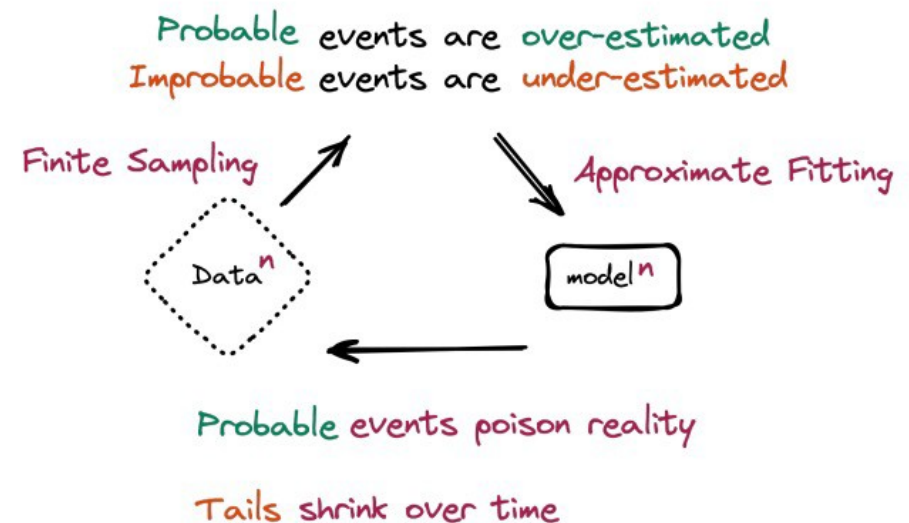 Probable events are over-estimated
Improbable events are under-estimated
Finite Sampling
Approximate Fitting
Data^n
model^n
Probable events poison reality
Tails shrink over time